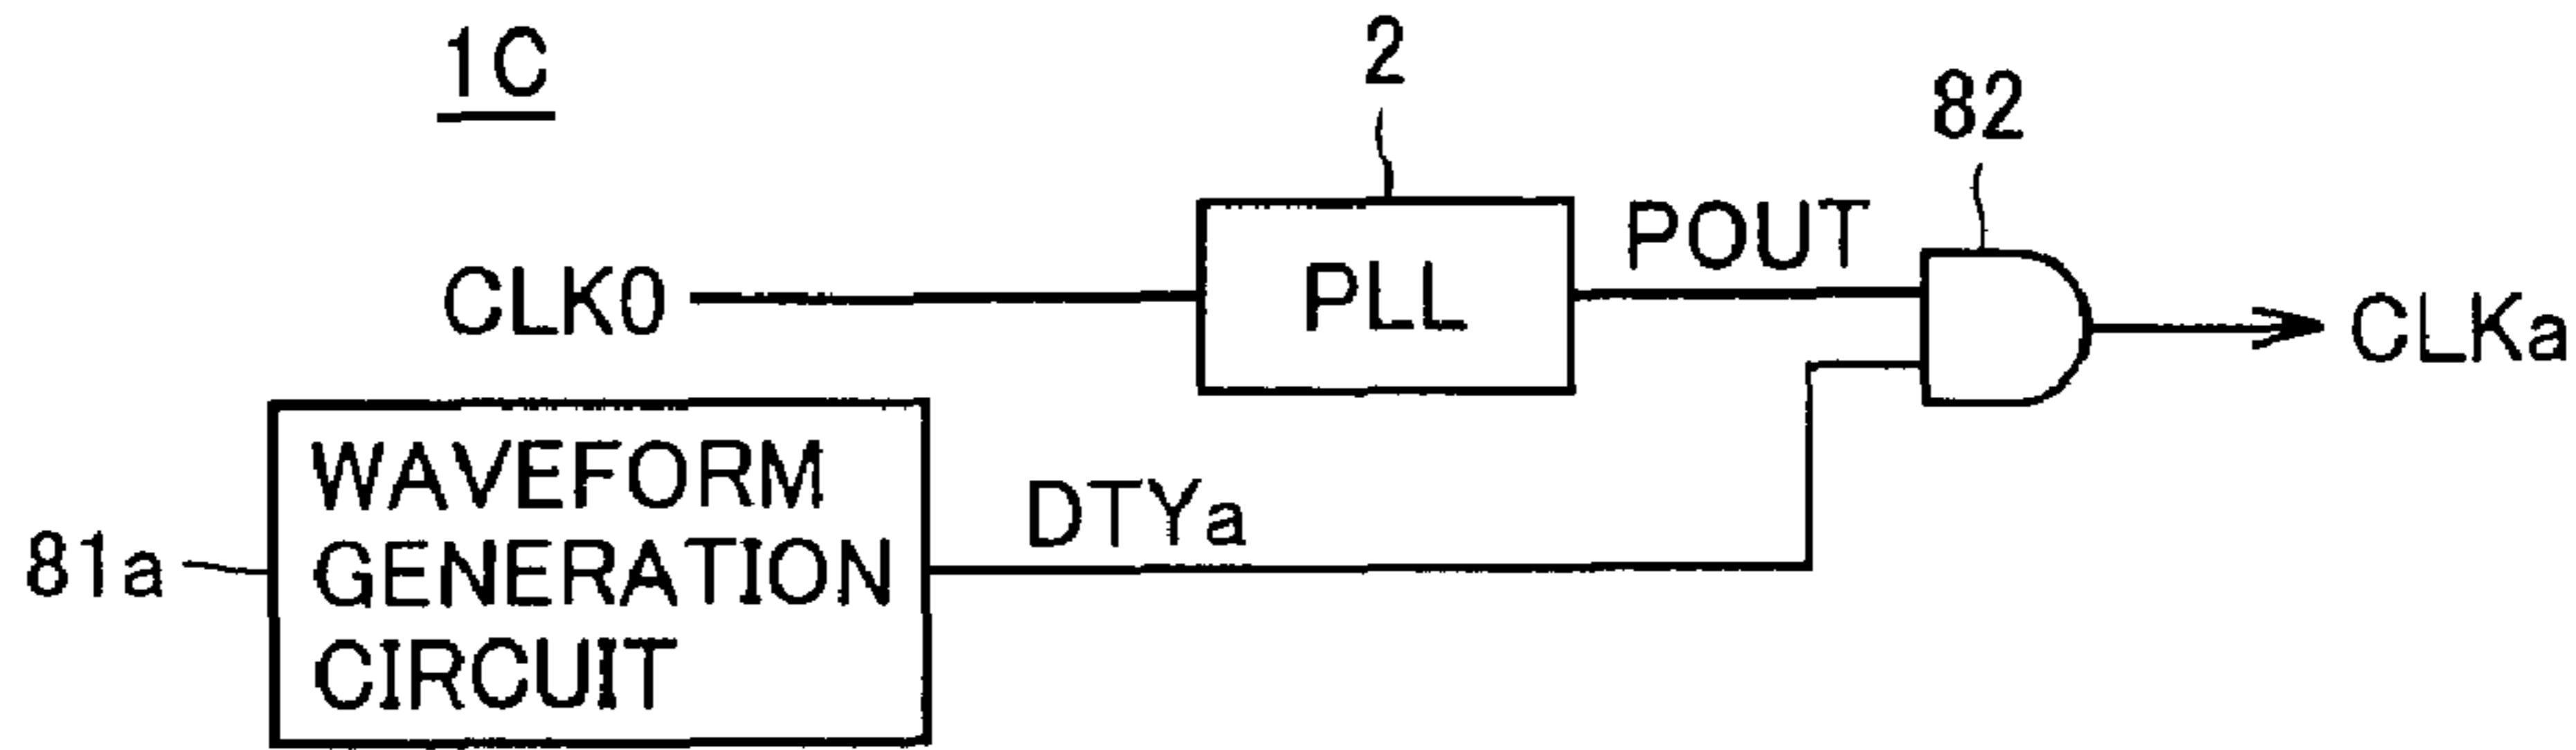 1C
2
82
CLK0
PLL
POUT
CLKa
81a
WAVEFORM
GENERATION
CIRCUIT
DTYa